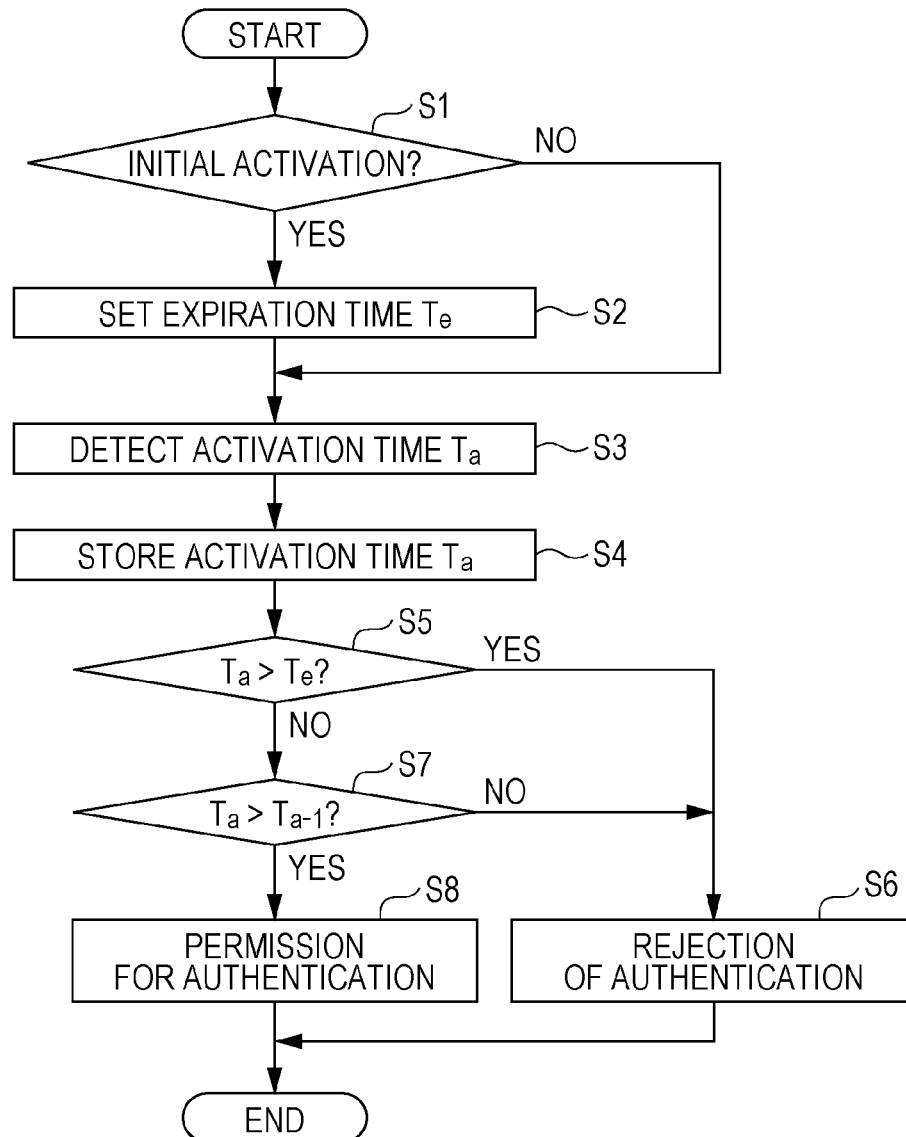 START
S1
INITIAL ACTIVATION?
NO
YES
SET EXPIRATION TIME Te
S2
DETECT ACTIVATION TIME Ta
S3
STORE ACTIVATION TIME Ta
S4
S5
Ta > Te?
YES
NO
S7
Ta > Ta-1?
NO
YES
S8
PERMISSION
FOR AUTHENTICATION
S6
REJECTION
OF AUTHENTICATION
END